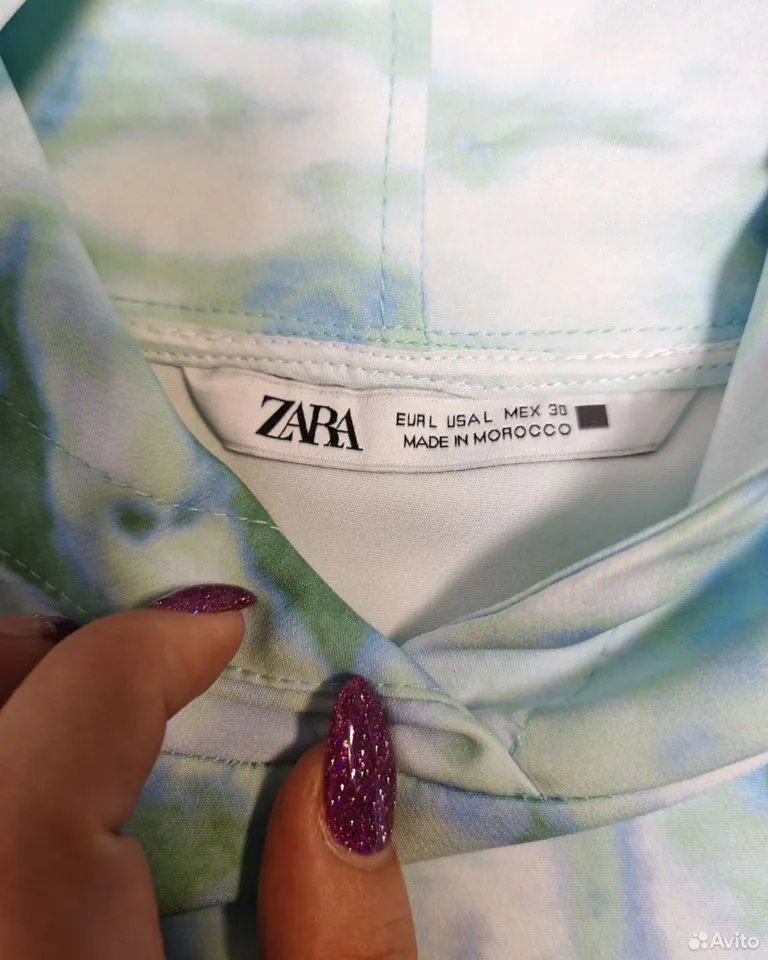 ZARA
EUR L USA L MEX 30
MADE IN MOROCCO
Avito